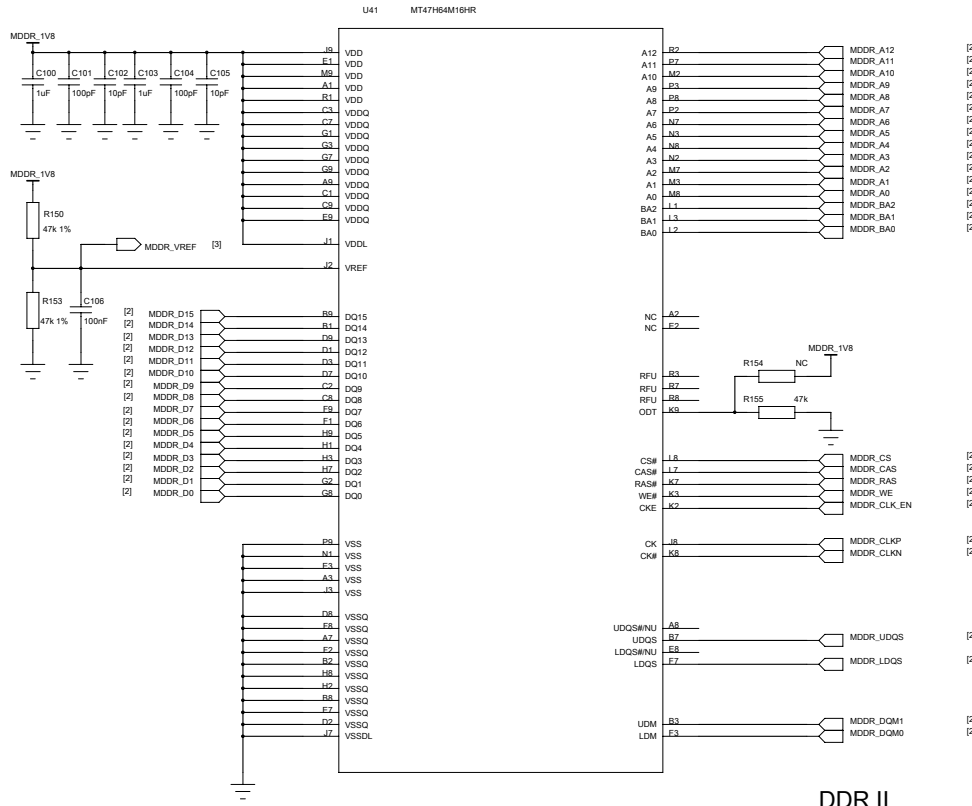 U41 MT47H64M16HR
MDDR_1V8
C100 C101 C102 C103 C104 C105
1uF 100pF 10pF 1uF 100pF 10pF
J9 VDD
E1 VDD
M9 VDD
A1 VDD
R1 VDD
C3 VDDQ
C7 VDDQ
G1 VDDQ
G3 VDDQ
G7 VDDQ
G9 VDDQ
A9 VDDQ
C1 VDDQ
C9 VDDQ
E9 VDDQ
J1 VDDL
J2 VREF
MDDR_1V8
R150
47k 1%
MDDR_VREF [3]
R153
47k 1%
C106
100nF
[2] MDDR_D15 B9 DQ15
[2] MDDR_D14 B1 DQ14
[2] MDDR_D13 D9 DQ13
[2] MDDR_D12 D1 DQ12
[2] MDDR_D11 D3 DQ11
[2] MDDR_D10 D7 DQ10
[2] MDDR_D9 C2 DQ9
[2] MDDR_D8 C8 DQ8
[2] MDDR_D7 F9 DQ7
[2] MDDR_D6 F1 DQ6
[2] MDDR_D5 H9 DQ5
[2] MDDR_D4 H1 DQ4
[2] MDDR_D3 H3 DQ3
[2] MDDR_D2 H7 DQ2
[2] MDDR_D1 G2 DQ1
[2] MDDR_D0 G8 DQ0
P9 VSS
N1 VSS
E3 VSS
A3 VSS
J3 VSS
D8 VSSQ
F8 VSSQ
A7 VSSQ
F2 VSSQ
B2 VSSQ
H8 VSSQ
H2 VSSQ
B8 VSSQ
E7 VSSQ
D2 VSSQ
J7 VSSDL
A12 R2 MDDR_A12
A11 P7 MDDR_A11
A10 M2 MDDR_A10
A9 P3 MDDR_A9
A8 P8 MDDR_A8
A7 P2 MDDR_A7
A6 N7 MDDR_A6
A5 N3 MDDR_A5
A4 N8 MDDR_A4
A3 N2 MDDR_A3
A2 M7 MDDR_A2
A1 M3 MDDR_A1
A0 M8 MDDR_A0
BA2 L1 MDDR_BA2
BA1 L3 MDDR_BA1
BA0 L2 MDDR_BA0
NC A2
NC E2
MDDR_1V8
R154 NC
RFU R3
RFU R7
RFU R8
ODT K9
R155 47k
CS# L8 MDDR_CS
CAS# L7 MDDR_CAS
RAS# K7 MDDR_RAS
WE# K3 MDDR_WE
CKE K2 MDDR_CLK_EN
CK J8 MDDR_CLKP
CK# K8 MDDR_CLKN
UDQS#/NU A8
UDQS B7 MDDR_UDQS
LDQS#/NU E8
LDQS F7 MDDR_LDQS
UDM B3 MDDR_DQM1
LDM F3 MDDR_DQM0
DDR II